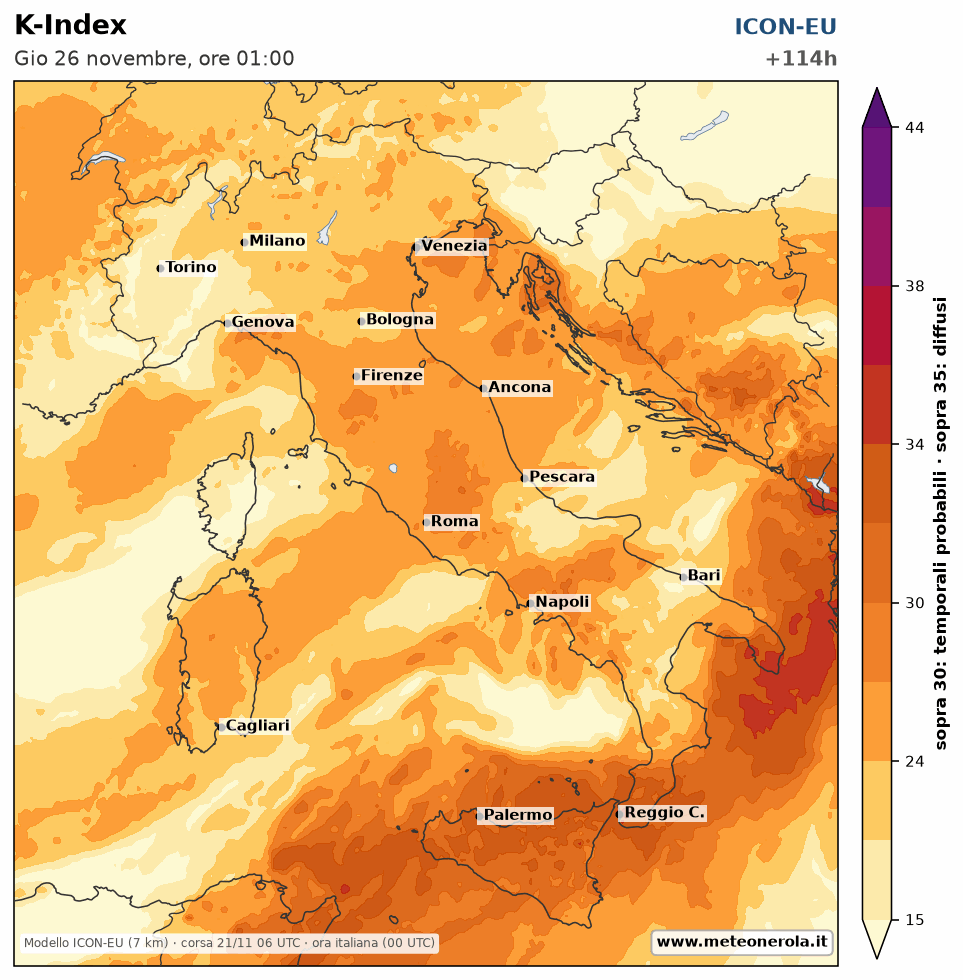 K-Index
ICON-EU
Gio 26 novembre, ore 01:00
+114h
Milano
Venezia
Torino
Genova
Bologna
Firenze
Ancona
Pescara
Roma
Bari
Napoli
Cagliari
Palermo
Reggio C.
44
38
34
30
24
15
sopra 30: temporali probabili · sopra 35: diffusi
Modello ICON-EU (7 km) · corsa 21/11 06 UTC · ora italiana (00 UTC)
www.meteonerola.it